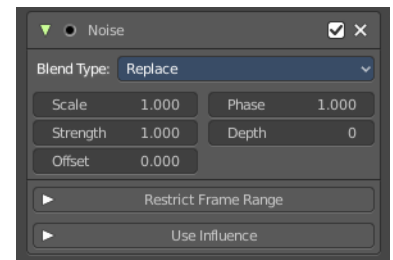 Noise
Blend Type: Replace
Scale 1.000 Phase 1.000
Strength 1.000 Depth 0
Offset 0.000
Restrict Frame Range
Use Influence